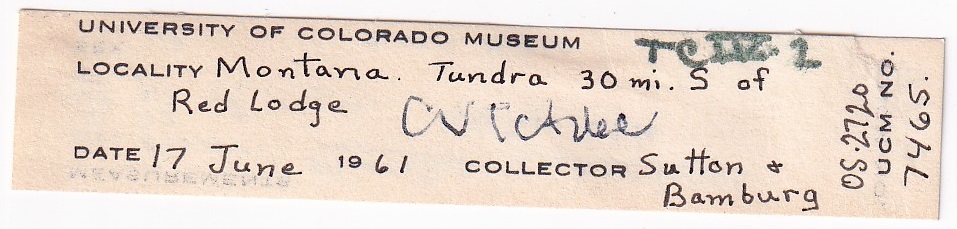 UNIVERSITY OF COLORADO MUSEUM
LOCALITY Montana. Tundra 30 mi. S of
Red Lodge
DATE 17 June 1961 COLLECTOR Sutton &
Bamburg
OS:2720
UCM NO.
7465.